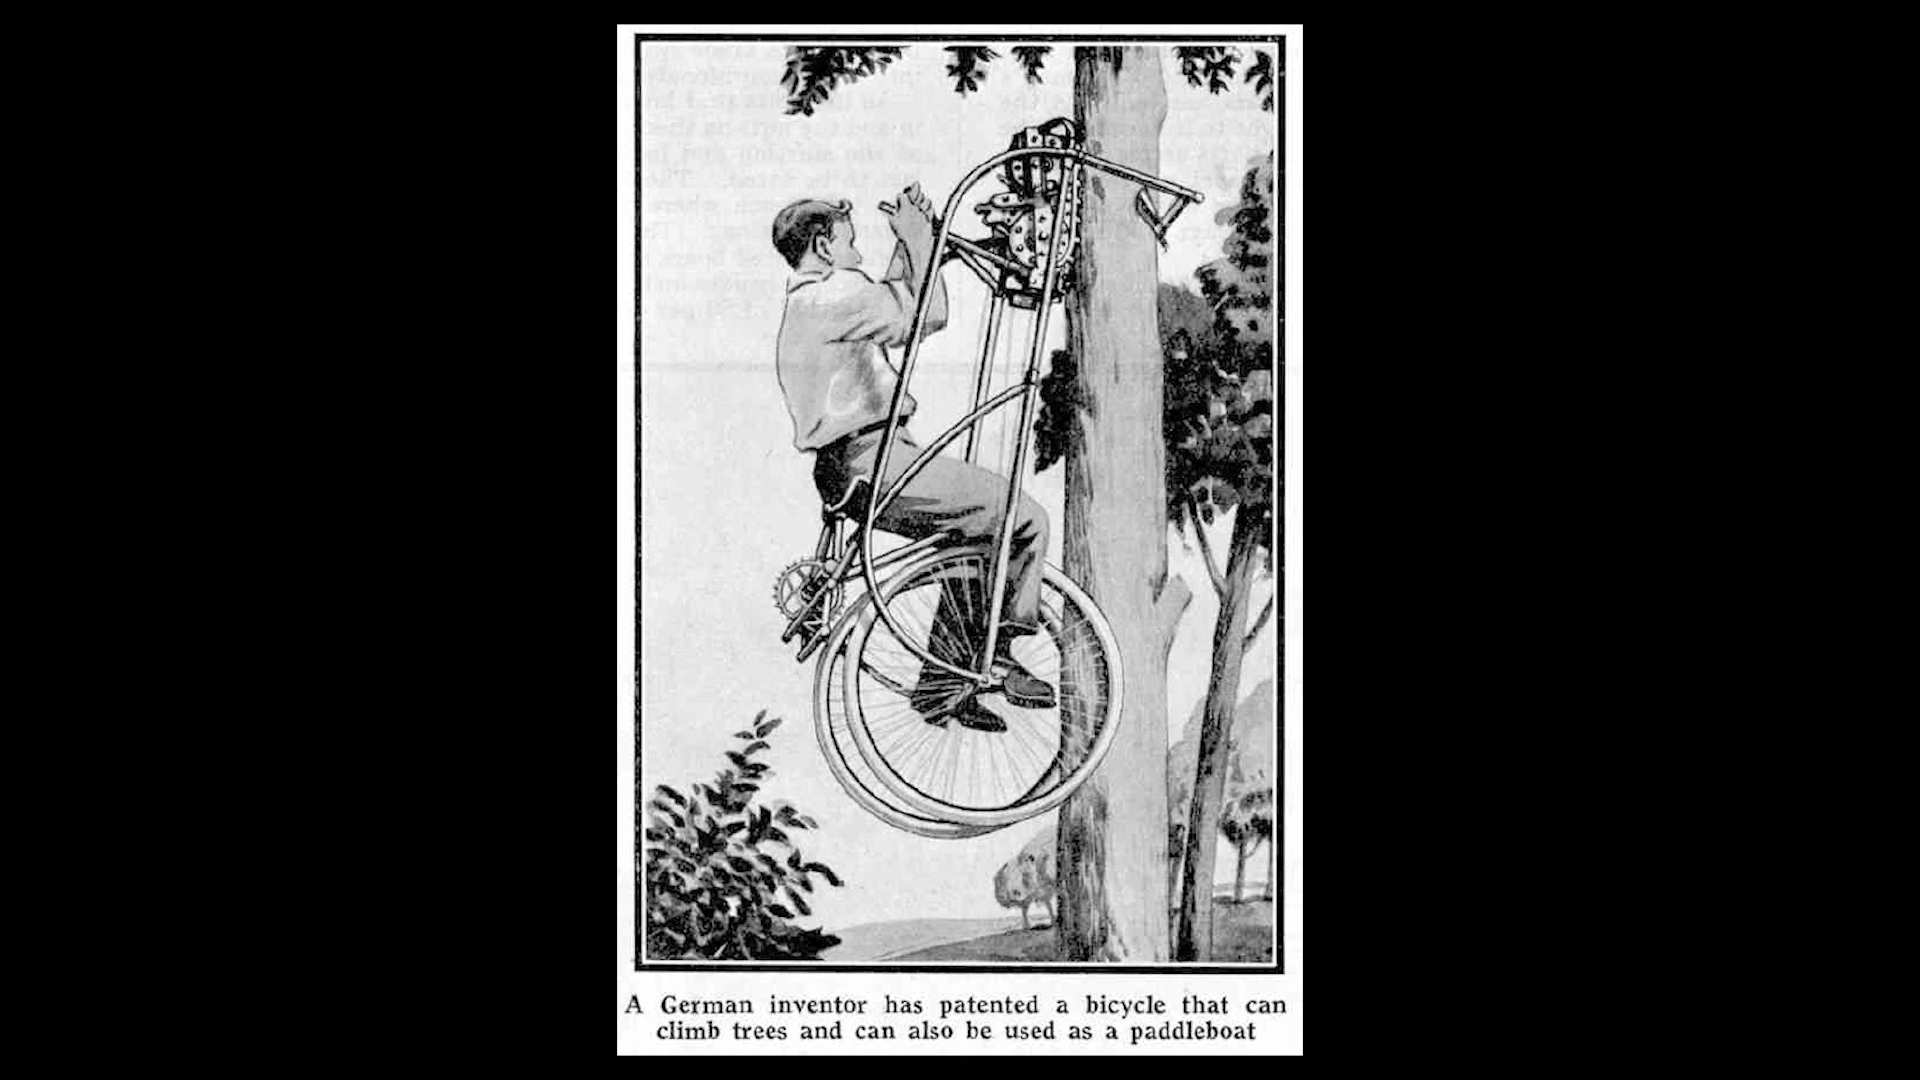 A German inventor has patented a bicycle that can
climb trees and can also be used as a paddleboat